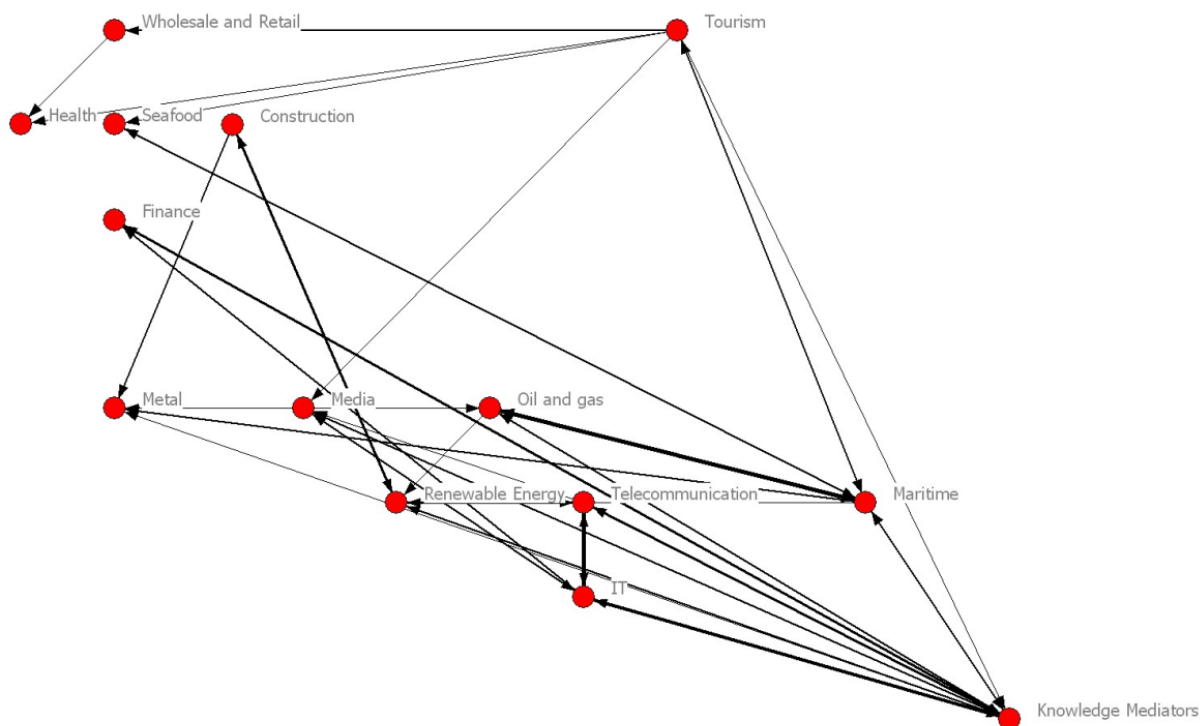 Wholesale and Retail
Tourism
Health
Seafood
Construction
Finance
Metal
Media
Oil and gas
Renewable Energy
Telecommunication
Maritime
IT
Knowledge Mediators